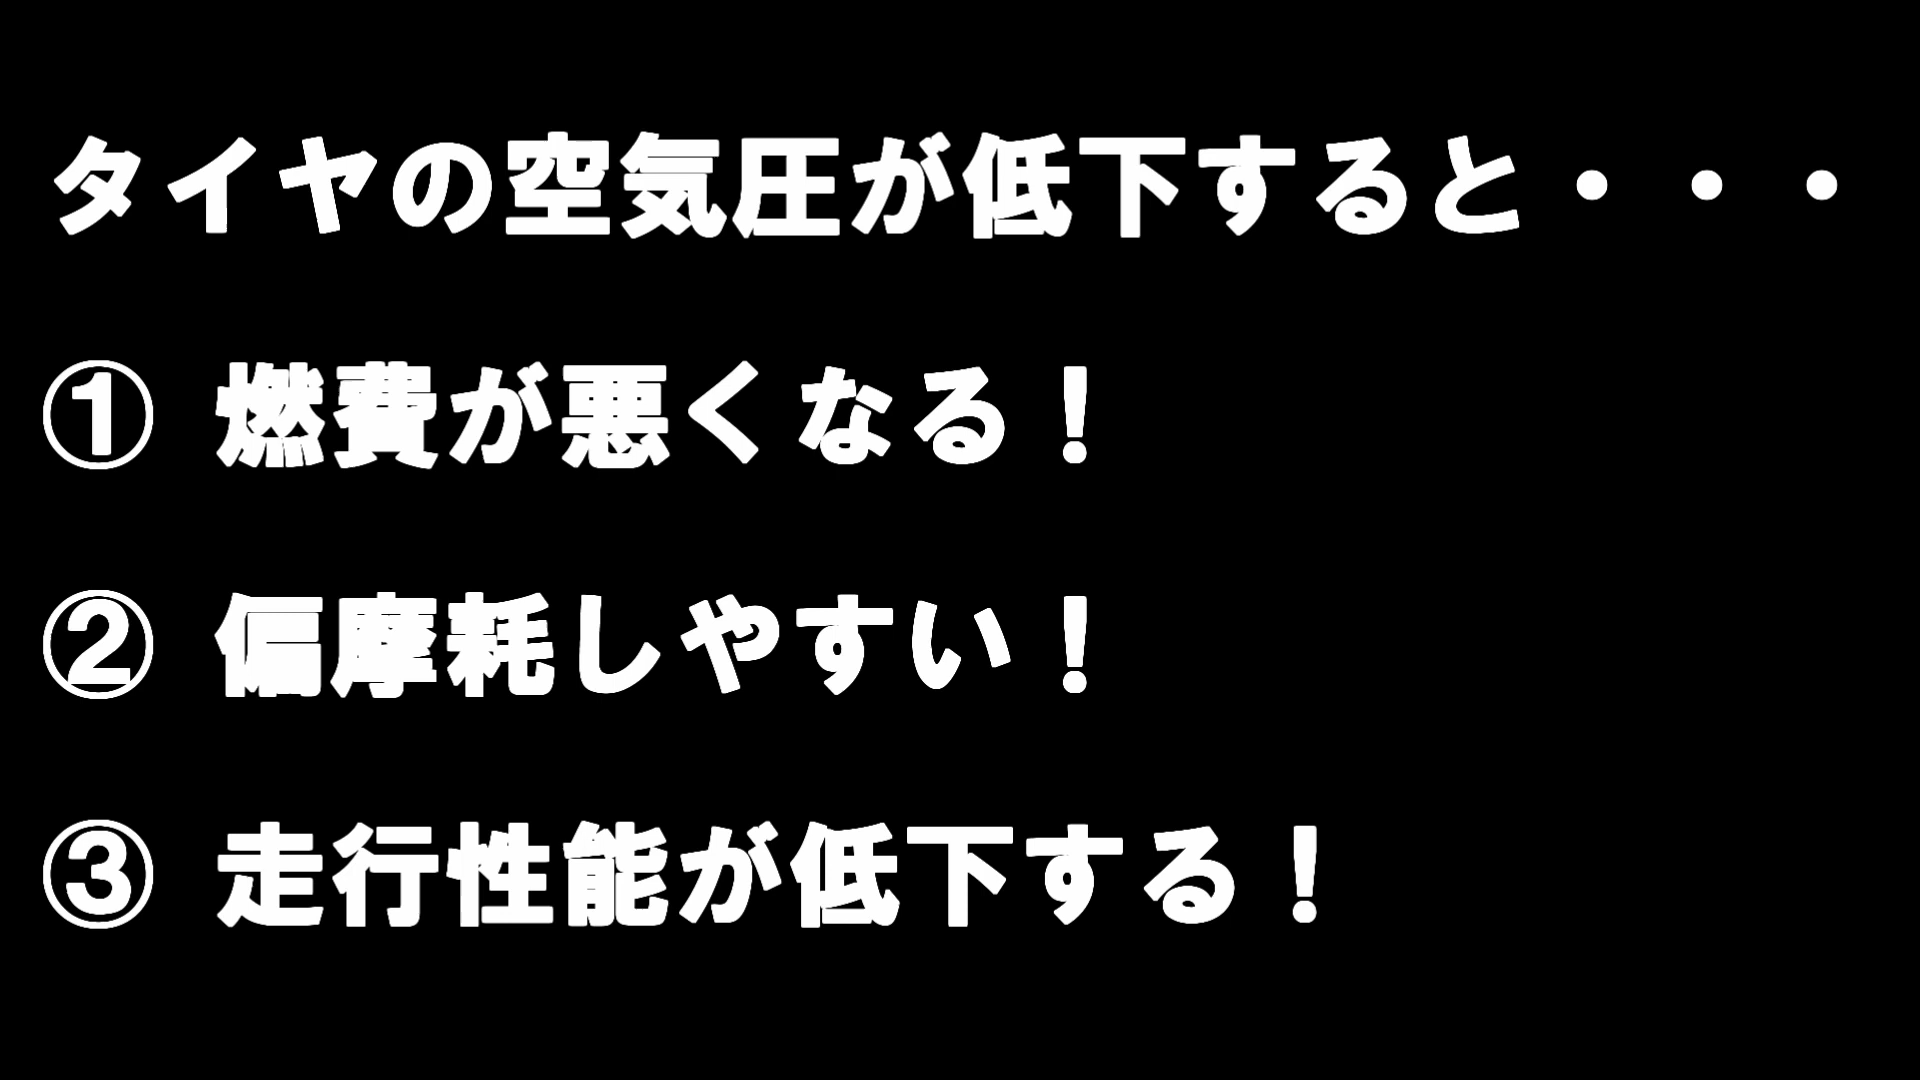 タイヤの空気圧が低下すると・・・
① 燃費が悪くなる！
② 偏摩耗しやすい！
③ 走行性能が低下する！